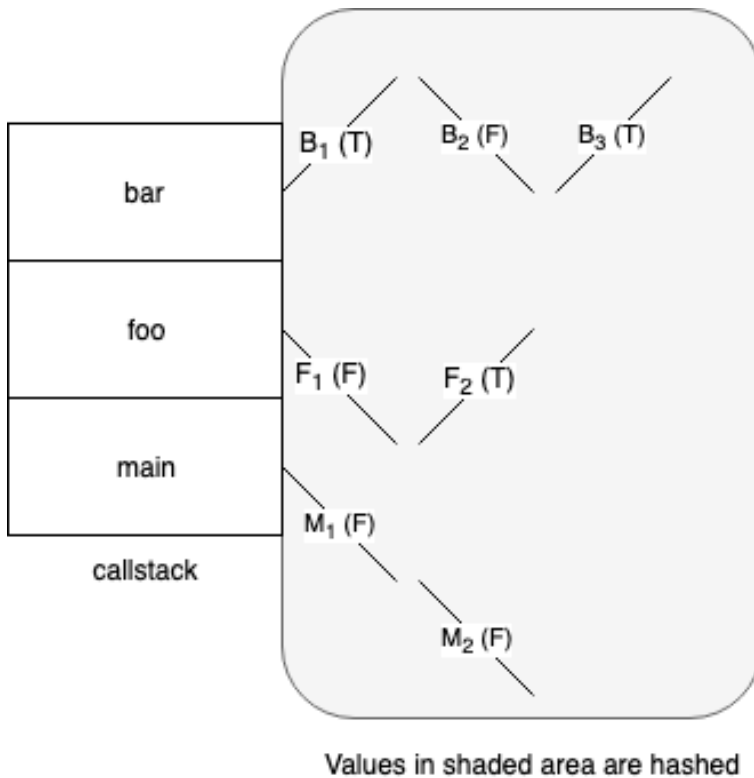 B₁ (T) B₂ (F) B₃ (T)
bar
foo
F₁ (F) F₂ (T)
main
M₁ (F)
callstack
M₂ (F)
Values in shaded area are hashed